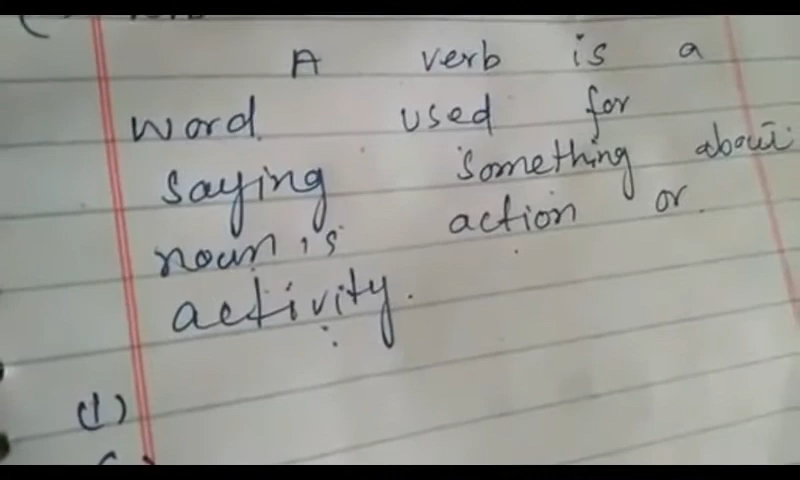 A verb is a
word used for
saying something about
noun's action or
activity.
(1)